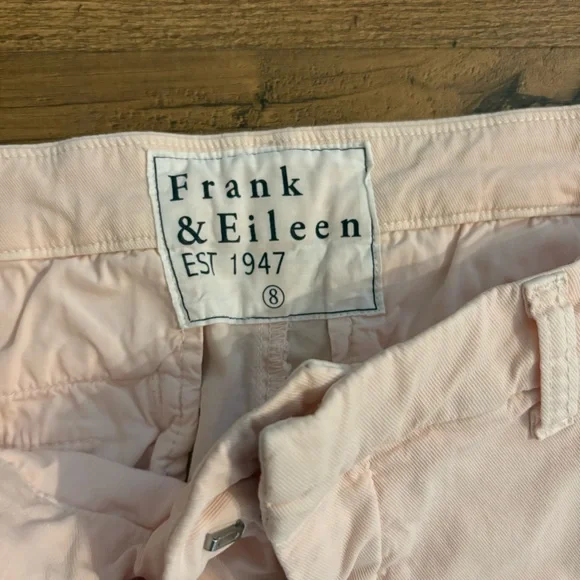 Frank
& Eileen
EST 1947
8